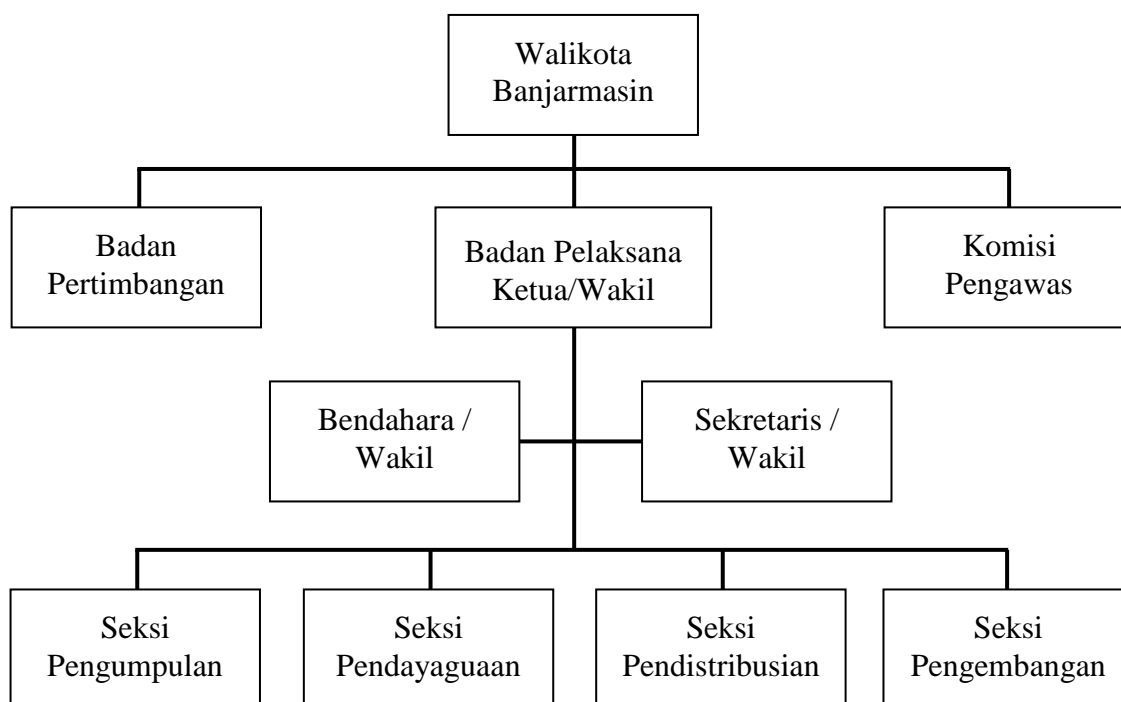 Walikota
Banjarmasin
Badan
Pertimbangan
Badan Pelaksana
Ketua/Wakil
Komisi
Pengawas
Bendahara /
Wakil
Sekretaris /
Wakil
Seksi
Pengumpulan
Seksi
Pendayaguaan
Seksi
Pendistribusian
Seksi
Pengembangan